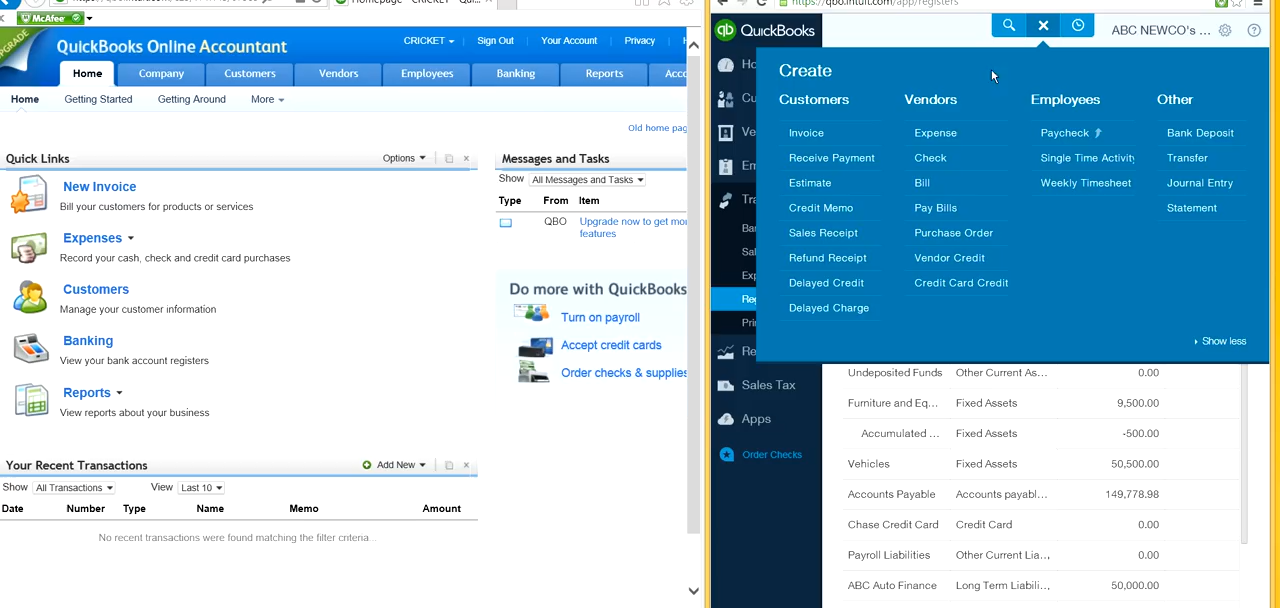 McAfee
UPGRADE
QuickBooks Online Accountant
CRICKET
Sign Out
Your Account
Privacy
Home
Company
Customers
Vendors
Employees
Banking
Reports
Home
Getting Started
Getting Around
More
Old home pag
Quick Links
Options
New Invoice
Bill your customers for products or services
Expenses
Record your cash, check and credit card purchases
Customers
Manage your customer information
Banking
View your bank account registers
Reports
View reports about your business
Messages and Tasks
Show All Messages and Tasks
Type From Item
QBO Upgrade now to get mor
features
Do more with QuickBooks
Turn on payroll
Accept credit cards
Order checks & supplies
Your Recent Transactions
Add New
Show All Transactions View Last 10
Date Number Type Name Memo Amount
No recent transactions were found matching the filter criteria...
https://qbo.intuit.com/app/registers
qb QuickBooks
ABC NEWCO's ...
Create
Customers
Invoice
Receive Payment
Estimate
Credit Memo
Sales Receipt
Refund Receipt
Delayed Credit
Delayed Charge
Vendors
Expense
Check
Bill
Pay Bills
Purchase Order
Vendor Credit
Credit Card Credit
Employees
Paycheck
Single Time Activity
Weekly Timesheet
Other
Bank Deposit
Transfer
Journal Entry
Statement
Show less
Sales Tax
Apps
Order Checks
Undeposited Funds Other Current As... 0.00
Furniture and Eq... Fixed Assets 9,500.00
Accumulated ... Fixed Assets -500.00
Vehicles Fixed Assets 50,500.00
Accounts Payable Accounts payabl... 149,778.98
Chase Credit Card Credit Card 0.00
Payroll Liabilities Other Current Lia... 0.00
ABC Auto Finance Long Term Liabili... 50,000.00